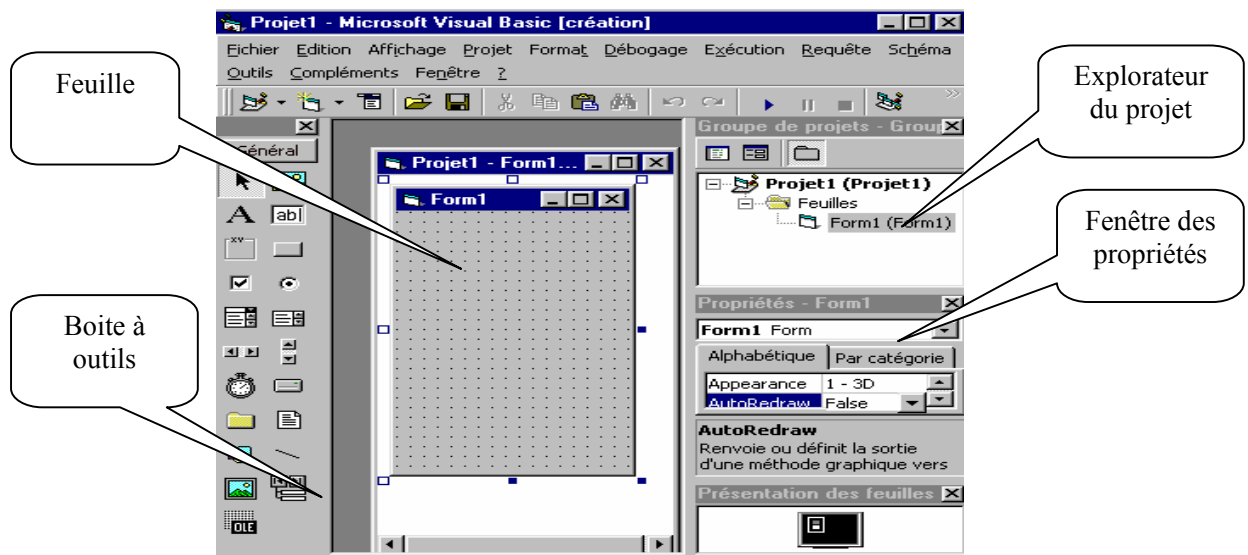 Projet1 - Microsoft Visual Basic [création]
Fichier Edition Affichage Projet Format Débogage Exécution Requête Schéma
Outils Compléments Fenêtre ?
Feuille
Explorateur
du projet
Général
Groupe de projets - Group
Projet1 - Form1...
Form1
Projet1 (Projet1)
Feuilles
Form1 (Form1)
A
ab|
XY
Fenêtre des
propriétés
Boite à
outils
Propriétés - Form1
Form1 Form
Alphabétique Par catégorie
Appearance 1 - 3D
AutoRedraw False
AutoRedraw
Renvoie ou définit la sortie
d'une méthode graphique vers
Présentation des feuilles
OLE